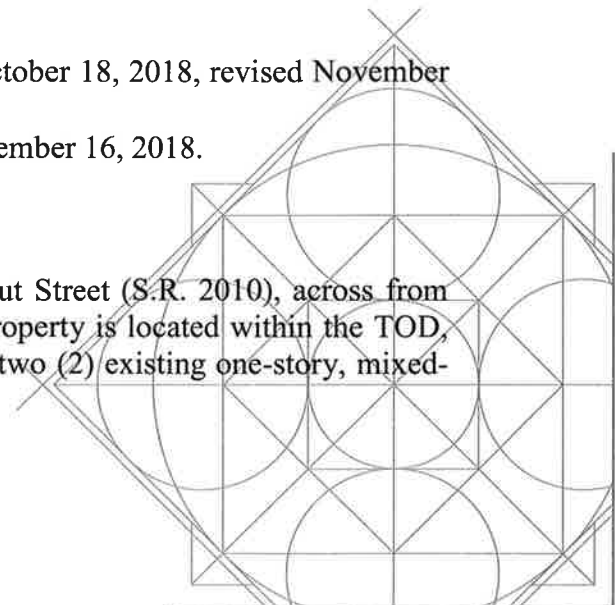 ctober 18, 2018, revised November
ember 16, 2018.
ut Street (S.R. 2010), across from
roperty is located within the TOD,
two (2) existing one-story, mixed-